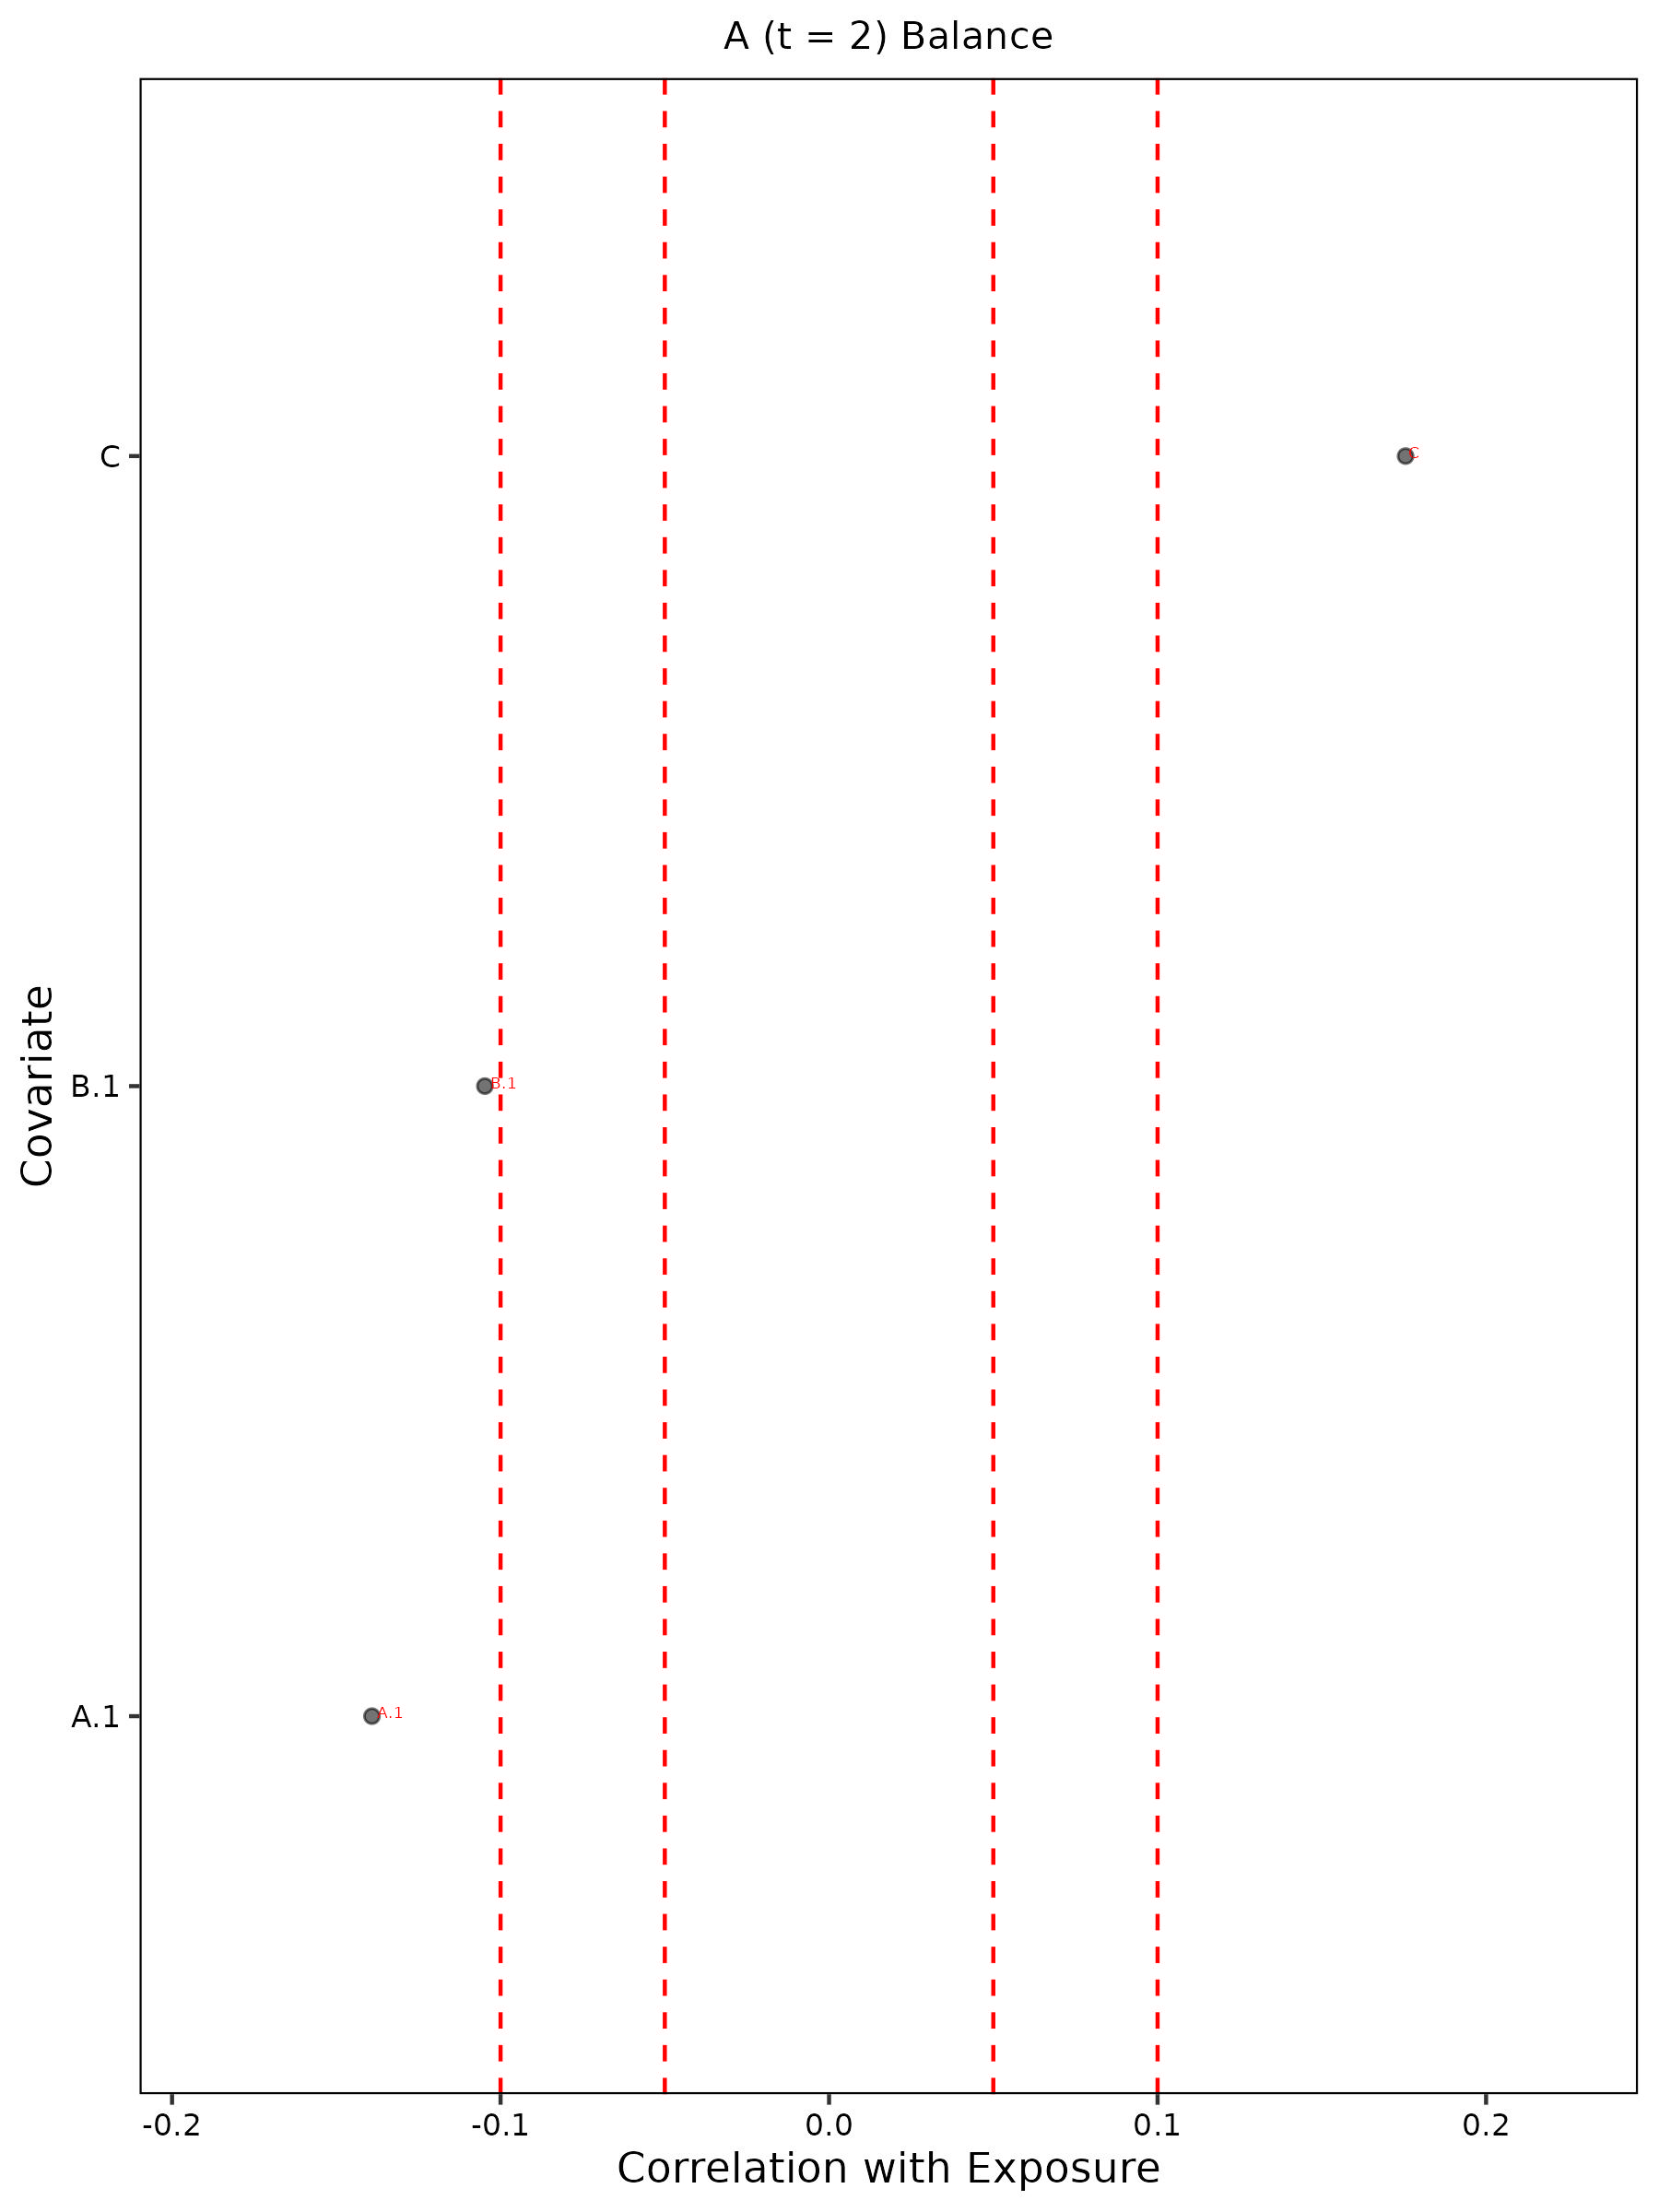 A (t = 2) Balance
Covariate
C
C
B.1
B.1
A.1
A.1
-0.2
-0.1
0.0
0.1
0.2
Correlation with Exposure